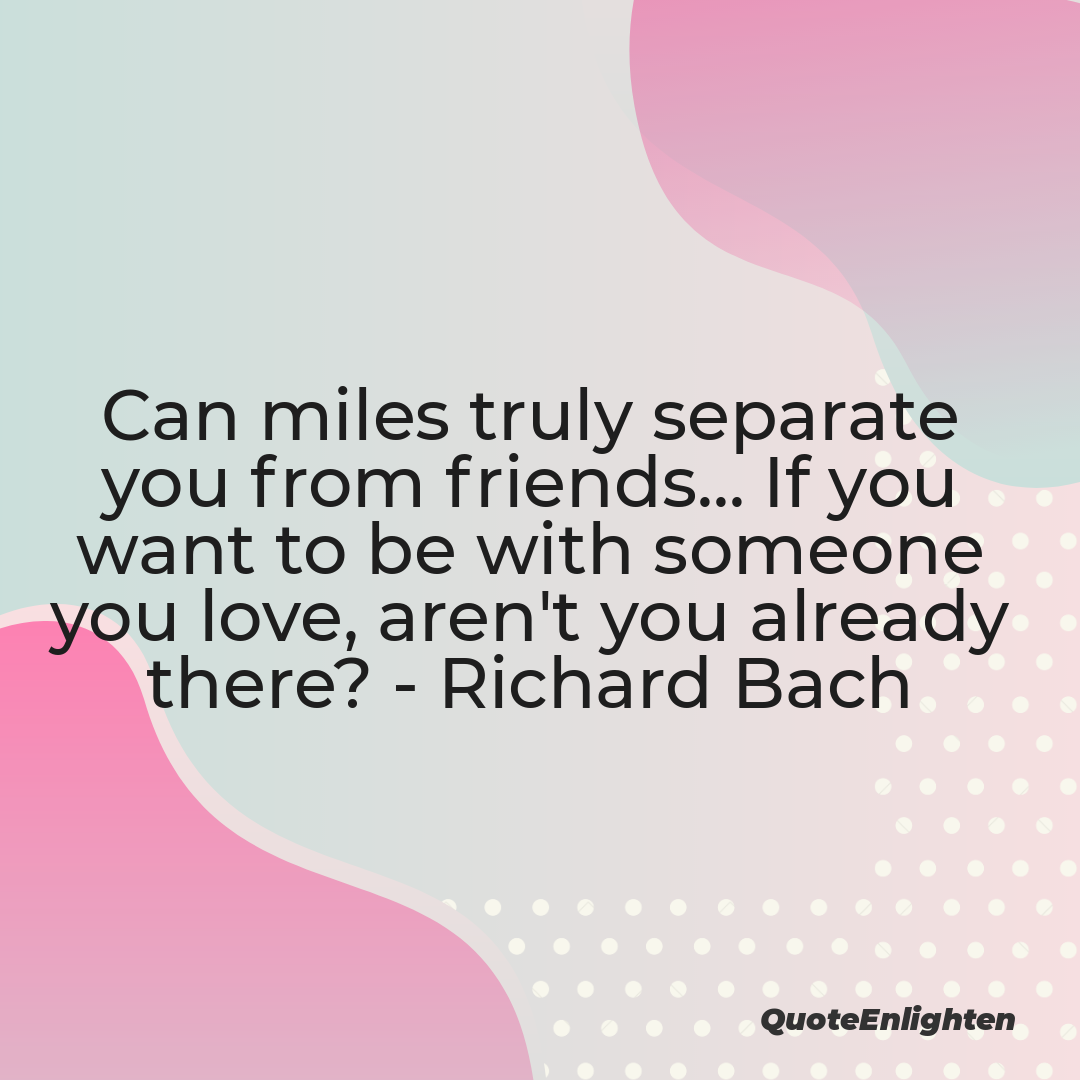 Can miles truly separate
you from friends... If you
want to be with someone
you love, aren't you already
there? - Richard Bach
QuoteEnlighten